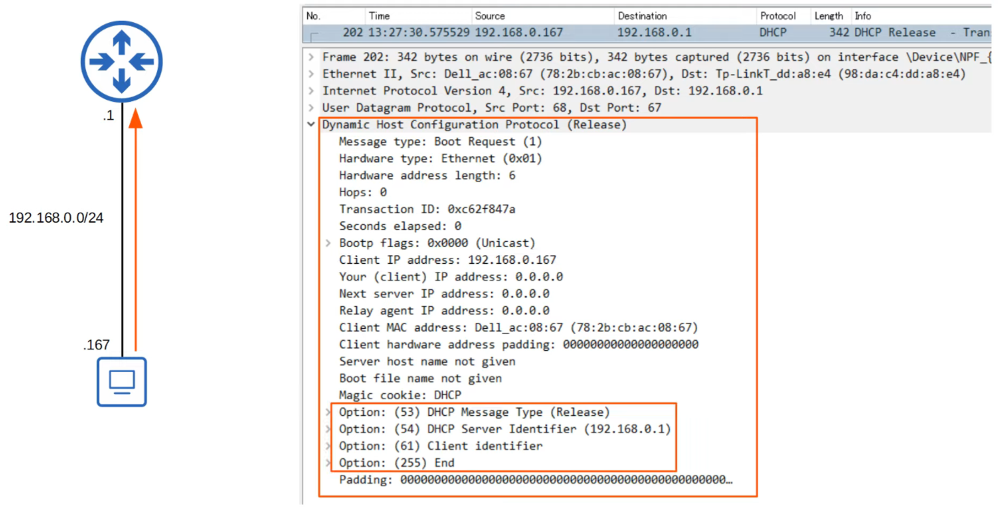 .1
192.168.0.0/24
.167
No. Time Source Destination Protocol Length Info
202 13:27:30.575529 192.168.0.167 192.168.0.1 DHCP 342 DHCP Release - Tran
Frame 202: 342 bytes on wire (2736 bits), 342 bytes captured (2736 bits) on interface \Device\NPF_{
Ethernet II, Src: Dell_ac:08:67 (78:2b:cb:ac:08:67), Dst: Tp-LinkT_dd:a8:e4 (98:da:c4:dd:a8:e4)
Internet Protocol Version 4, Src: 192.168.0.167, Dst: 192.168.0.1
User Datagram Protocol, Src Port: 68, Dst Port: 67
Dynamic Host Configuration Protocol (Release)
Message type: Boot Request (1)
Hardware type: Ethernet (0x01)
Hardware address length: 6
Hops: 0
Transaction ID: 0xc62f847a
Seconds elapsed: 0
Bootp flags: 0x0000 (Unicast)
Client IP address: 192.168.0.167
Your (client) IP address: 0.0.0.0
Next server IP address: 0.0.0.0
Relay agent IP address: 0.0.0.0
Client MAC address: Dell_ac:08:67 (78:2b:cb:ac:08:67)
Client hardware address padding: 00000000000000000000
Server host name not given
Boot file name not given
Magic cookie: DHCP
Option: (53) DHCP Message Type (Release)
Option: (54) DHCP Server Identifier (192.168.0.1)
Option: (61) Client identifier
Option: (255) End
Padding: 000000000000000000000000000000000000000000000000…